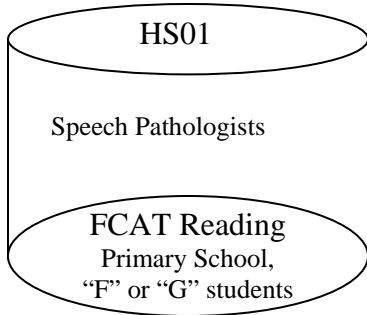 HS01
Speech Pathologists
FCAT Reading
Primary School,
“F” or “G” students